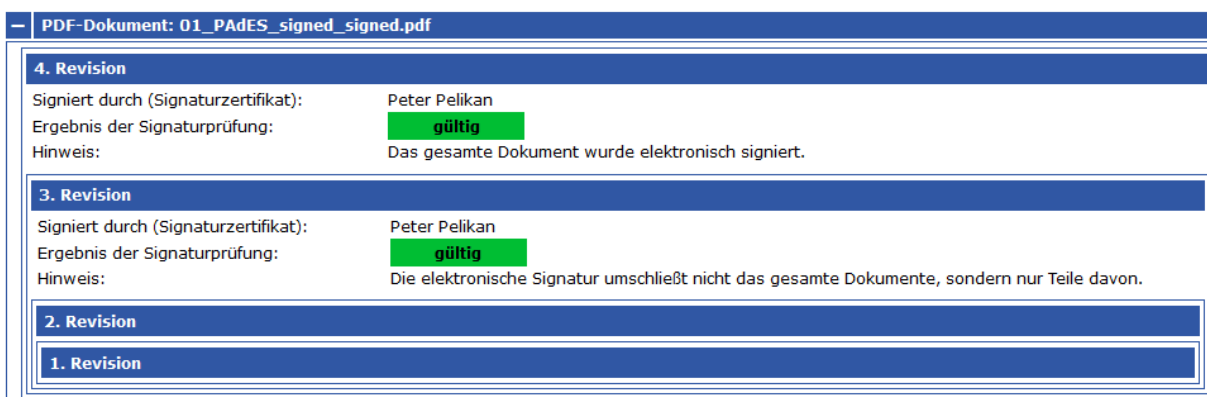 PDF-Dokument: 01_PAdES_signed_signed.pdf
4. Revision
Signiert durch (Signaturzertifikat): Peter Pelikan
Ergebnis der Signaturprüfung: gültig
Hinweis: Das gesamte Dokument wurde elektronisch signiert.
3. Revision
Signiert durch (Signaturzertifikat): Peter Pelikan
Ergebnis der Signaturprüfung: gültig
Hinweis: Die elektronische Signatur umschließt nicht das gesamte Dokumente, sondern nur Teile davon.
2. Revision
1. Revision